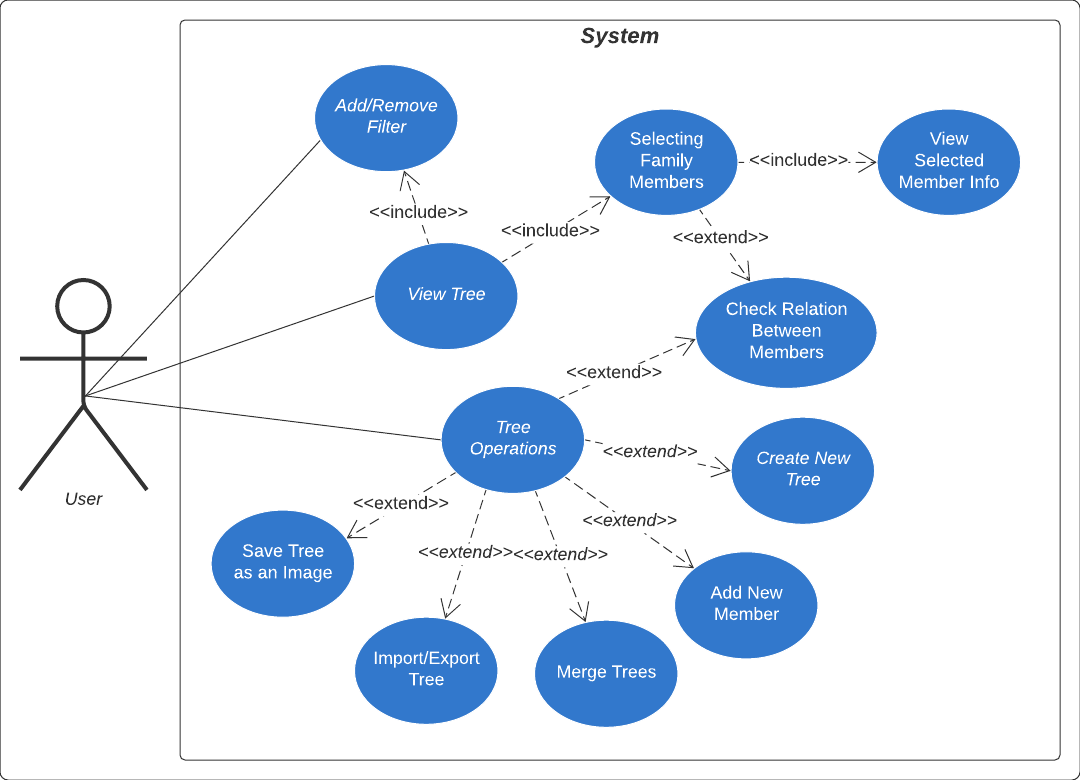 System
Add/Remove
Filter
Selecting
Family
Members
<<include>>
View
Selected
Member Info
<<include>>
<<include>>
<<extend>>
View Tree
Check Relation
Between
Members
<<extend>>
Tree
Operations
<<extend>>
Create New
Tree
User
<<extend>>
<<extend>>
<<extend>>
<<extend>>
Save Tree
as an Image
Add New
Member
Import/Export
Tree
Merge Trees